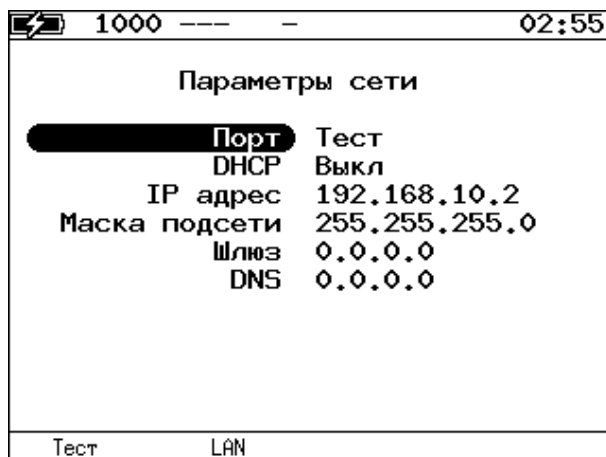 1000 --- - 02:55
Параметры сети
Порт Тест
DHCP Выкл
IP адрес 192.168.10.2
Маска подсети 255.255.255.0
Шлюз 0.0.0.0
DNS 0.0.0.0
Тест LAN